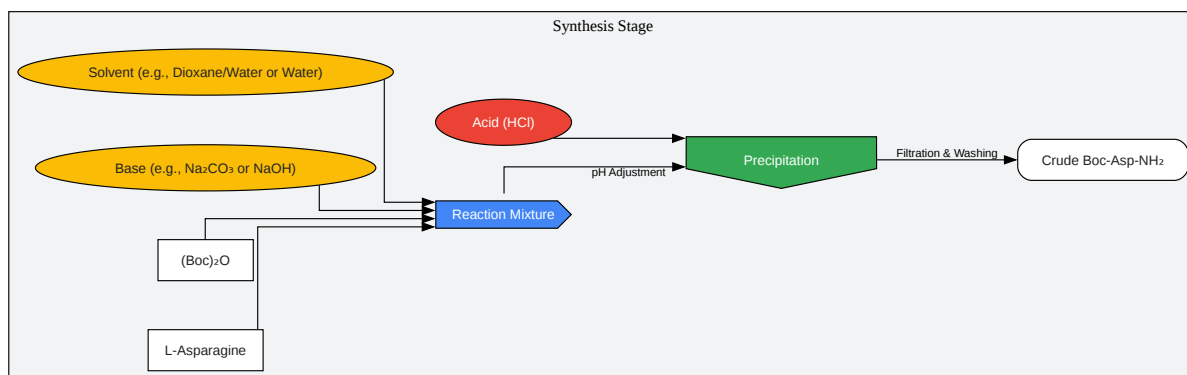 Synthesis Stage
Solvent (e.g., Dioxane/Water or Water)
Acid (HCl)
Precipitation
Filtration & Washing
Crude Boc-Asp-NH₂
Base (e.g., Na₂CO₃ or NaOH)
pH Adjustment
Reaction Mixture
(Boc)₂O
L-Asparagine